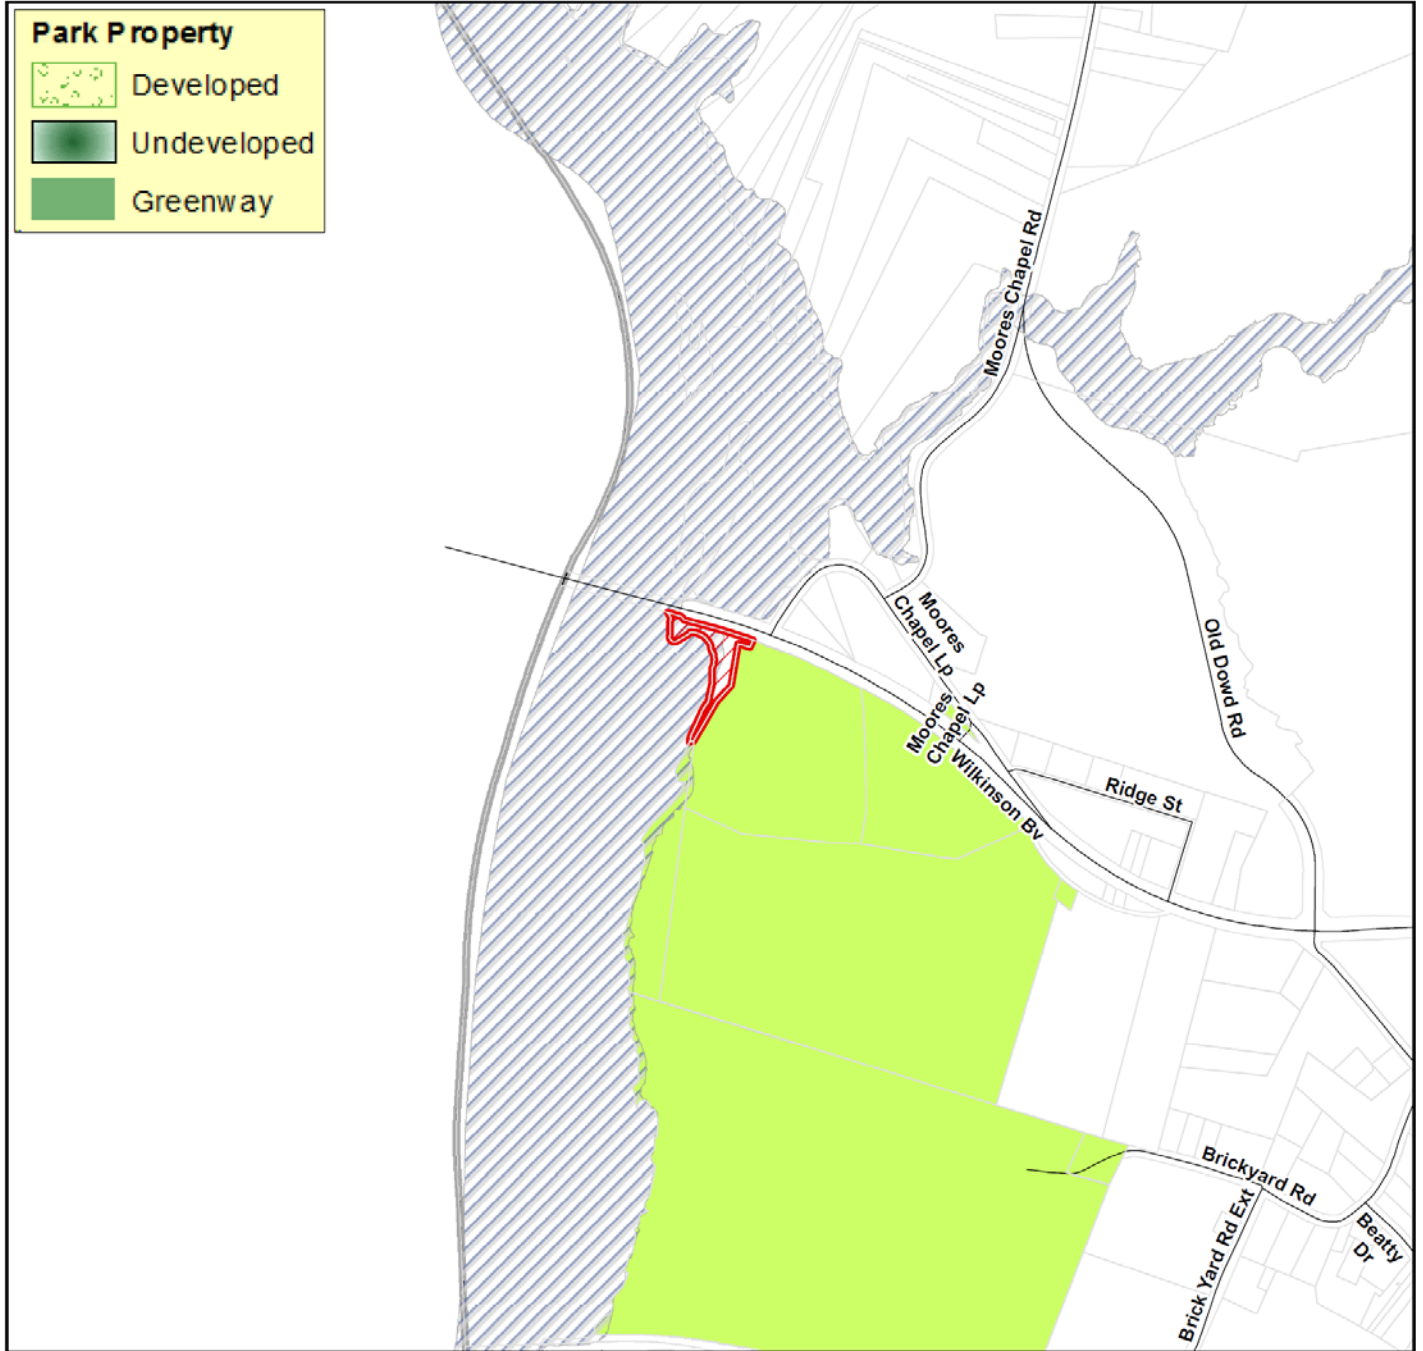 Park Property
Developed
Undeveloped
Greenway
Moores Chapel Rd
Moores
Chapel Lp
Old Dowd Rd
Moores
Chapel Lp
Wilkinson Bv
Ridge St
Brickyard Rd
Brick Yard Rd Ext
Beatty
Dr